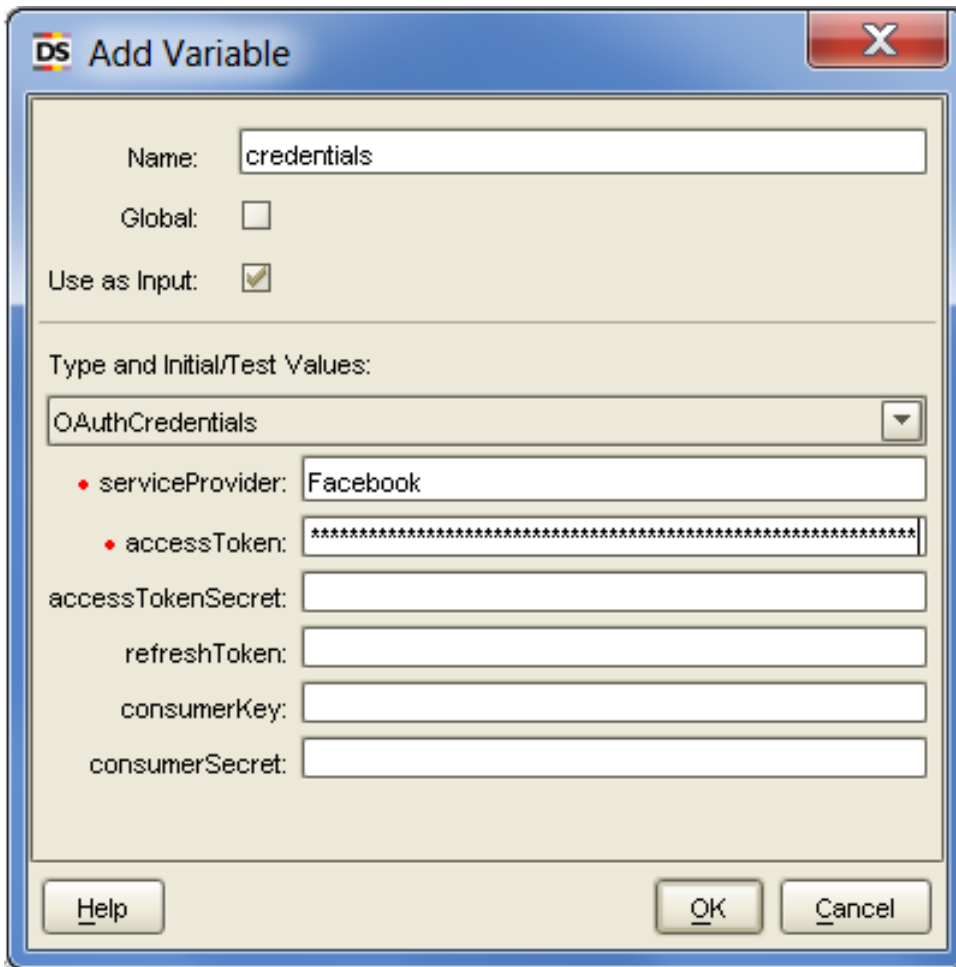 DS Add Variable X
Name: credentials
Global:
Use as Input:
Type and Initial/Test Values:
OAuthCredentials
• serviceProvider: Facebook
• accessToken: ***************************************************************
accessTokenSecret:
refreshToken:
consumerKey:
consumerSecret:
Help OK Cancel